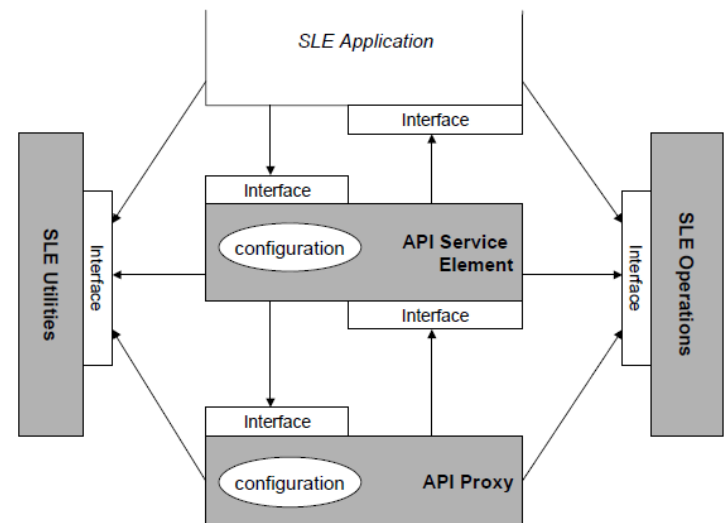 SLE Application
Interface
Interface
SLE Utilities
Interface
configuration
API Service
Element
Interface
SLE Operations
Interface
Interface
configuration
API Proxy